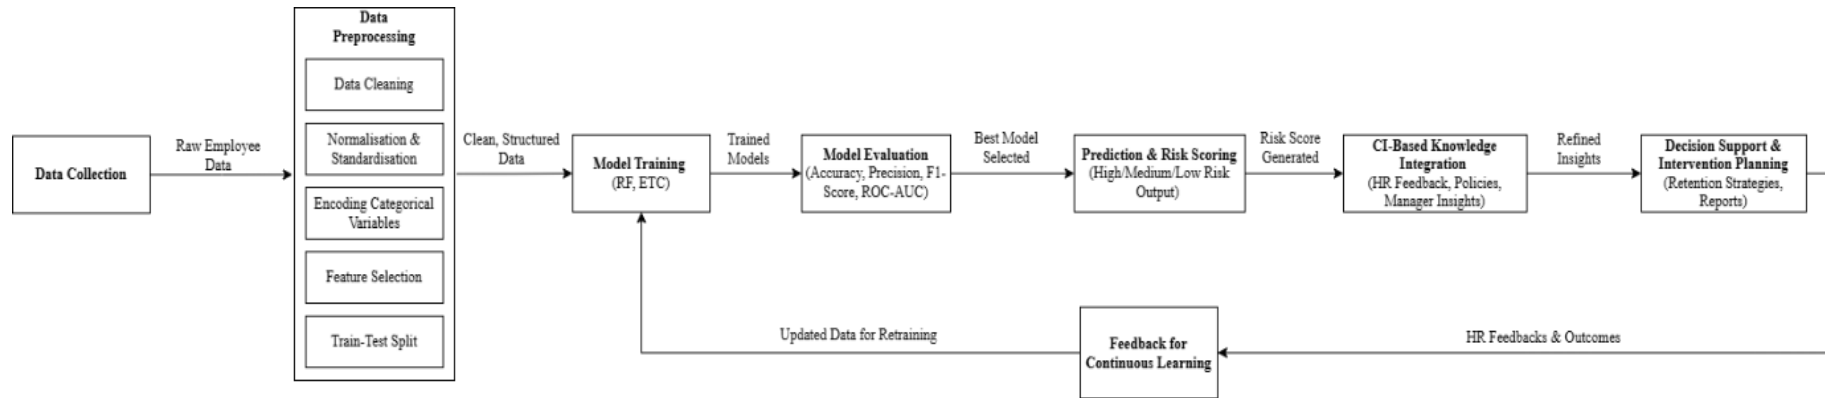 Data Collection
Raw Employee
Data
Data
Preprocessing
Data Cleaning
Normalisation &
Standardisation
Encoding Categorical
Variables
Feature Selection
Train-Test Split
Clean, Structured
Data
Model Training
(RF, ETC)
Trained
Models
Model Evaluation
(Accuracy, Precision, F1-
Score, ROC-AUC)
Best Model
Selected
Prediction & Risk Scoring
(High/Medium/Low Risk
Output)
Risk Score
Generated
CI-Based Knowledge
Integration
(HR Feedback, Policies,
Manager Insights)
Refined
Insights
Decision Support &
Intervention Planning
(Retention Strategies,
Reports)
HR Feedbacks & Outcomes
Feedback for
Continuous Learning
Updated Data for Retraining